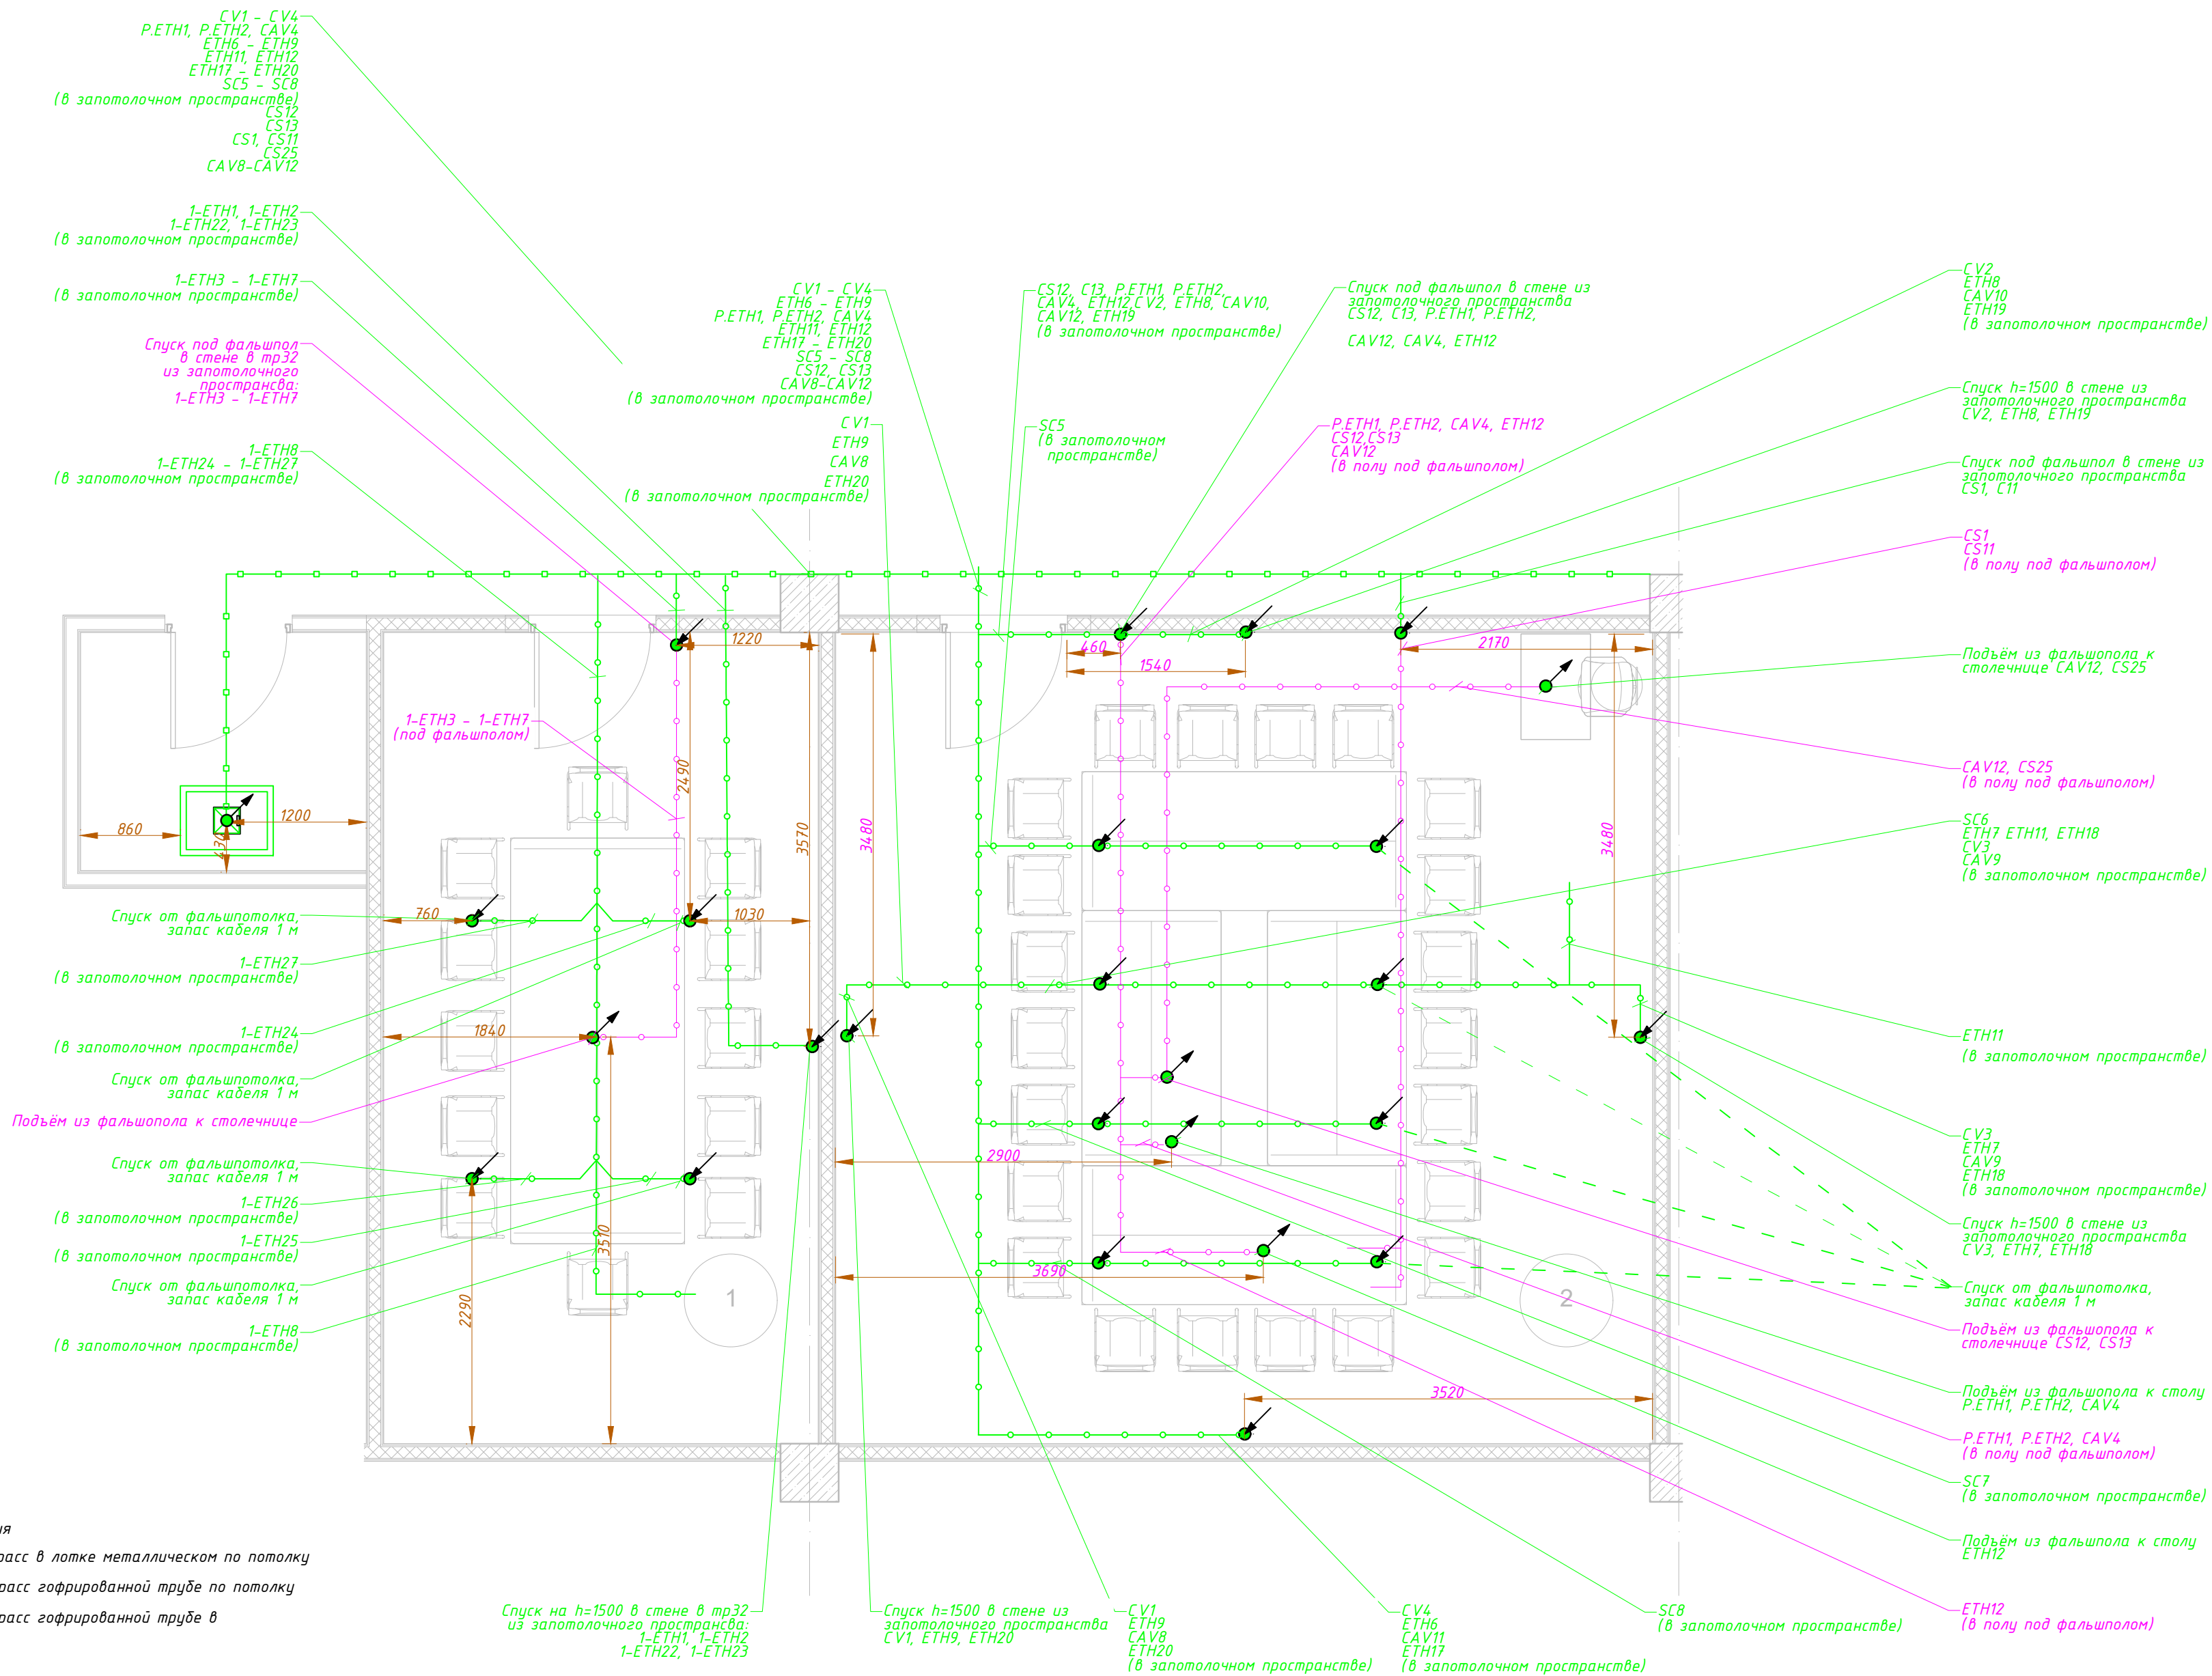 CV1 - CV4
P.ETH1, P.ETH2, CAV4
ETH6 - ETH9
ETH11, ETH12
ETH17 - ETH20
SC5 - SC8
(в запотолочном пространстве)
CS12
CS13
CS1, CS11
CS25
CAV8-CAV12
1-ETH1, 1-ETH2
1-ETH22, 1-ETH23
(в запотолочном пространстве)
1-ETH3 - 1-ETH7
(в запотолочном пространстве)
Спуск под фальшпол
в стене в тр32
из запотолочного
пространсва:
1-ETH3 - 1-ETH7
1-ETH8
1-ETH24 - 1-ETH27
(в запотолочном пространстве)
CV1 - CV4
ETH6 - ETH9
P.ETH1, P.ETH2, CAV4
ETH11, ETH12
ETH17 - ETH20
SC5 - SC8
CS12, CS13
CAV8-CAV12
(в запотолочном пространстве)
CV1
ETH9
CAV8
ETH20
(в запотолочном пространстве)
CS12, C13, P.ETH1, P.ETH2,
CAV4, ETH12,CV2, ETH8, CAV10,
CAV12, ETH19
(в запотолочном пространстве)
SC5
(в запотолочном
пространстве)
Спуск под фальшпол в стене из
запотолочного пространства
CS12, C13, P.ETH1, P.ETH2,
CAV12, CAV4, ETH12
P.ETH1, P.ETH2, CAV4, ETH12
CS12,CS13
CAV12
(в полу под фальшполом)
CV2
ETH8
CAV10
ETH19
(в запотолочном пространстве)
Спуск h=1500 в стене из
запотолочного пространства
CV2, ETH8, ETH19
Спуск под фальшпол в стене из
запотолочного пространства
CS1, C11
CS1
CS11
(в полу под фальшполом)
Подъём из фальшопола к
столечнице CAV12, CS25
CAV12, CS25
(в полу под фальшполом)
SC6
ETH7 ETH11, ETH18
CV3
CAV9
(в запотолочном пространстве)
ETH11
(в запотолочном пространстве)
CV3
ETH7
CAV9
ETH18
(в запотолочном пространстве)
Спуск h=1500 в стене из
запотолочного пространства
CV3, ETH7, ETH18
Спуск от фальшпотолка,
запас кабеля 1 м
Подъём из фальшопола к
столечнице CS12, CS13
Подъём из фальшопола к столу
P.ETH1, P.ETH2, CAV4
P.ETH1, P.ETH2, CAV4
(в полу под фальшполом)
SC7
(в запотолочном пространстве)
Подъём из фальшпола к столу
ETH12
ETH12
(в полу под фальшполом)
1220
460
1540
2170
1-ETH3 - 1-ETH7
(под фальшполом)
2490
3570
3480
3480
860
1200
430
760
1030
1840
2900
3690
3510
2290
3520
1
2
Спуск от фальшпотолка,
запас кабеля 1 м
1-ETH27
(в запотолочном пространстве)
1-ETH24
(в запотолочном пространстве)
Спуск от фальшпотолка,
запас кабеля 1 м
Подъём из фальшопола к столечнице
Спуск от фальшпотолка,
запас кабеля 1 м
1-ETH26
(в запотолочном пространстве)
1-ETH25
(в запотолочном пространстве)
Спуск от фальшпотолка,
запас кабеля 1 м
1-ETH8
(в запотолочном пространстве)
ия
расс в лотке металлическом по потолку
расс гофрированной трубе по потолку
расс гофрированной трубе в
Спуск на h=1500 в стене в тр32
из запотолочного пространсва:
1-ETH1, 1-ETH2
1-ETH22, 1-ETH23
Спуск h=1500 в стене из
запотолочного пространства
CV1, ETH9, ETH20
CV1
ETH9
CAV8
ETH20
(в запотолочном пространстве)
CV4
ETH6
CAV11
ETH17
(в запотолочном пространстве)
SC8
(в запотолочном пространстве)